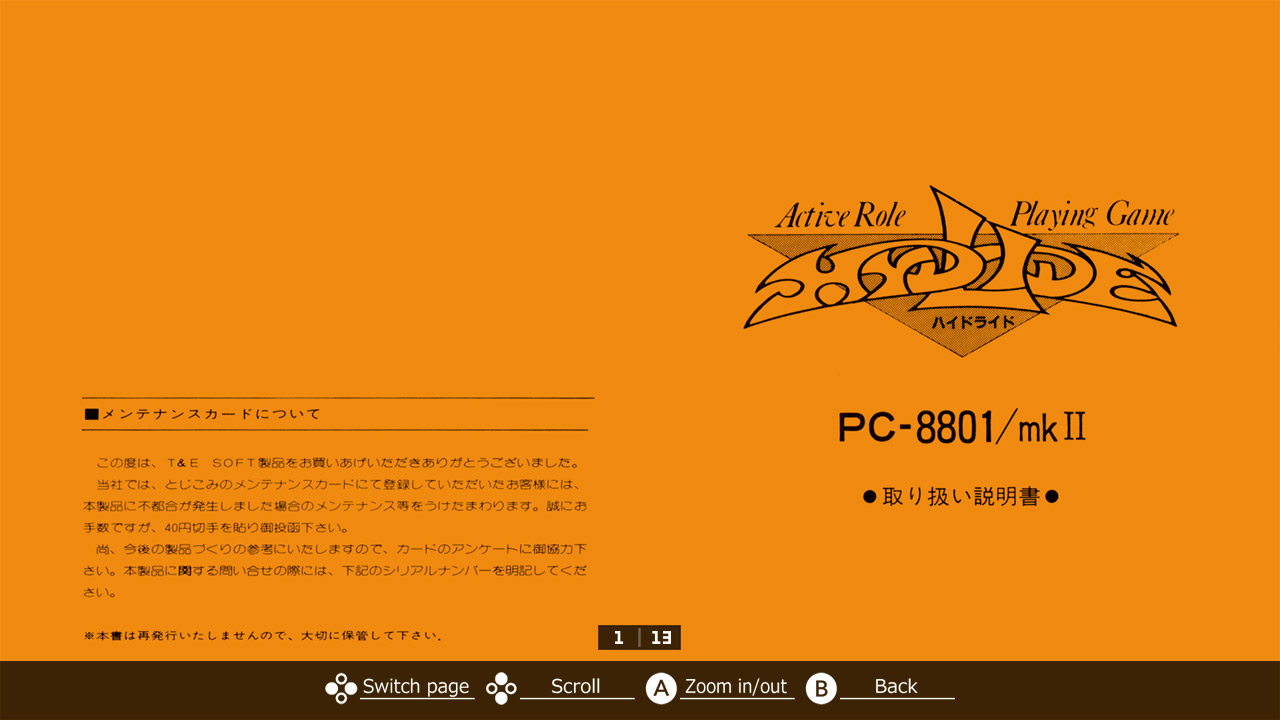 ■メンテナンスカードについて
この度は、T&E SOFT製品をお買いあげいただきありがとうございました。
当社では、とじこみのメンテナンスカードにて登録していただいたお客様には、
本製品に不都合が発生しました場合のメンテナンス等をうけたまわります。誠にお
手数ですが、40円切手を貼り御投函下さい。
尚、今後の製品づくりの参考にいたしますので、カードのアンケートに御協力下
さい。本製品に関する問い合せの際には、下記のシリアルナンバーを明記してくだ
さい。
※本書は再発行いたしませんので、大切に保管して下さい.
Active Role Playing Game
HYDLIDE
ハイドライド
PC-8801/mkII
●取り扱い説明書●
1 | 13
Switch page Scroll A Zoom in/out B Back